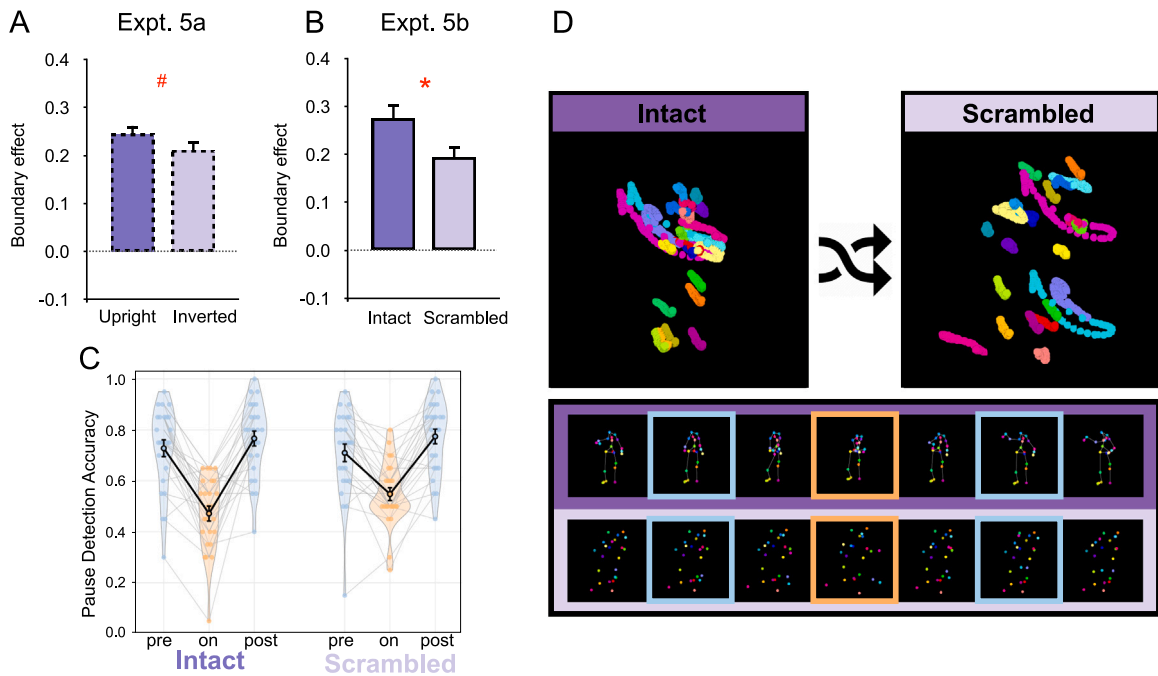 A
Expt. 5a
0.4
0.3
0.2
0.1
0.0
-0.1
Boundary effect
#
Upright
Inverted
B
Expt. 5b
0.4
0.3
0.2
0.1
0.0
-0.1
Boundary effect
*
Intact
Scrambled
C
1.0
0.8
0.6
0.4
0.2
0.0
Pause Detection Accuracy
pre on post
pre on post
Intact
Scrambled
D
Intact
Scrambled